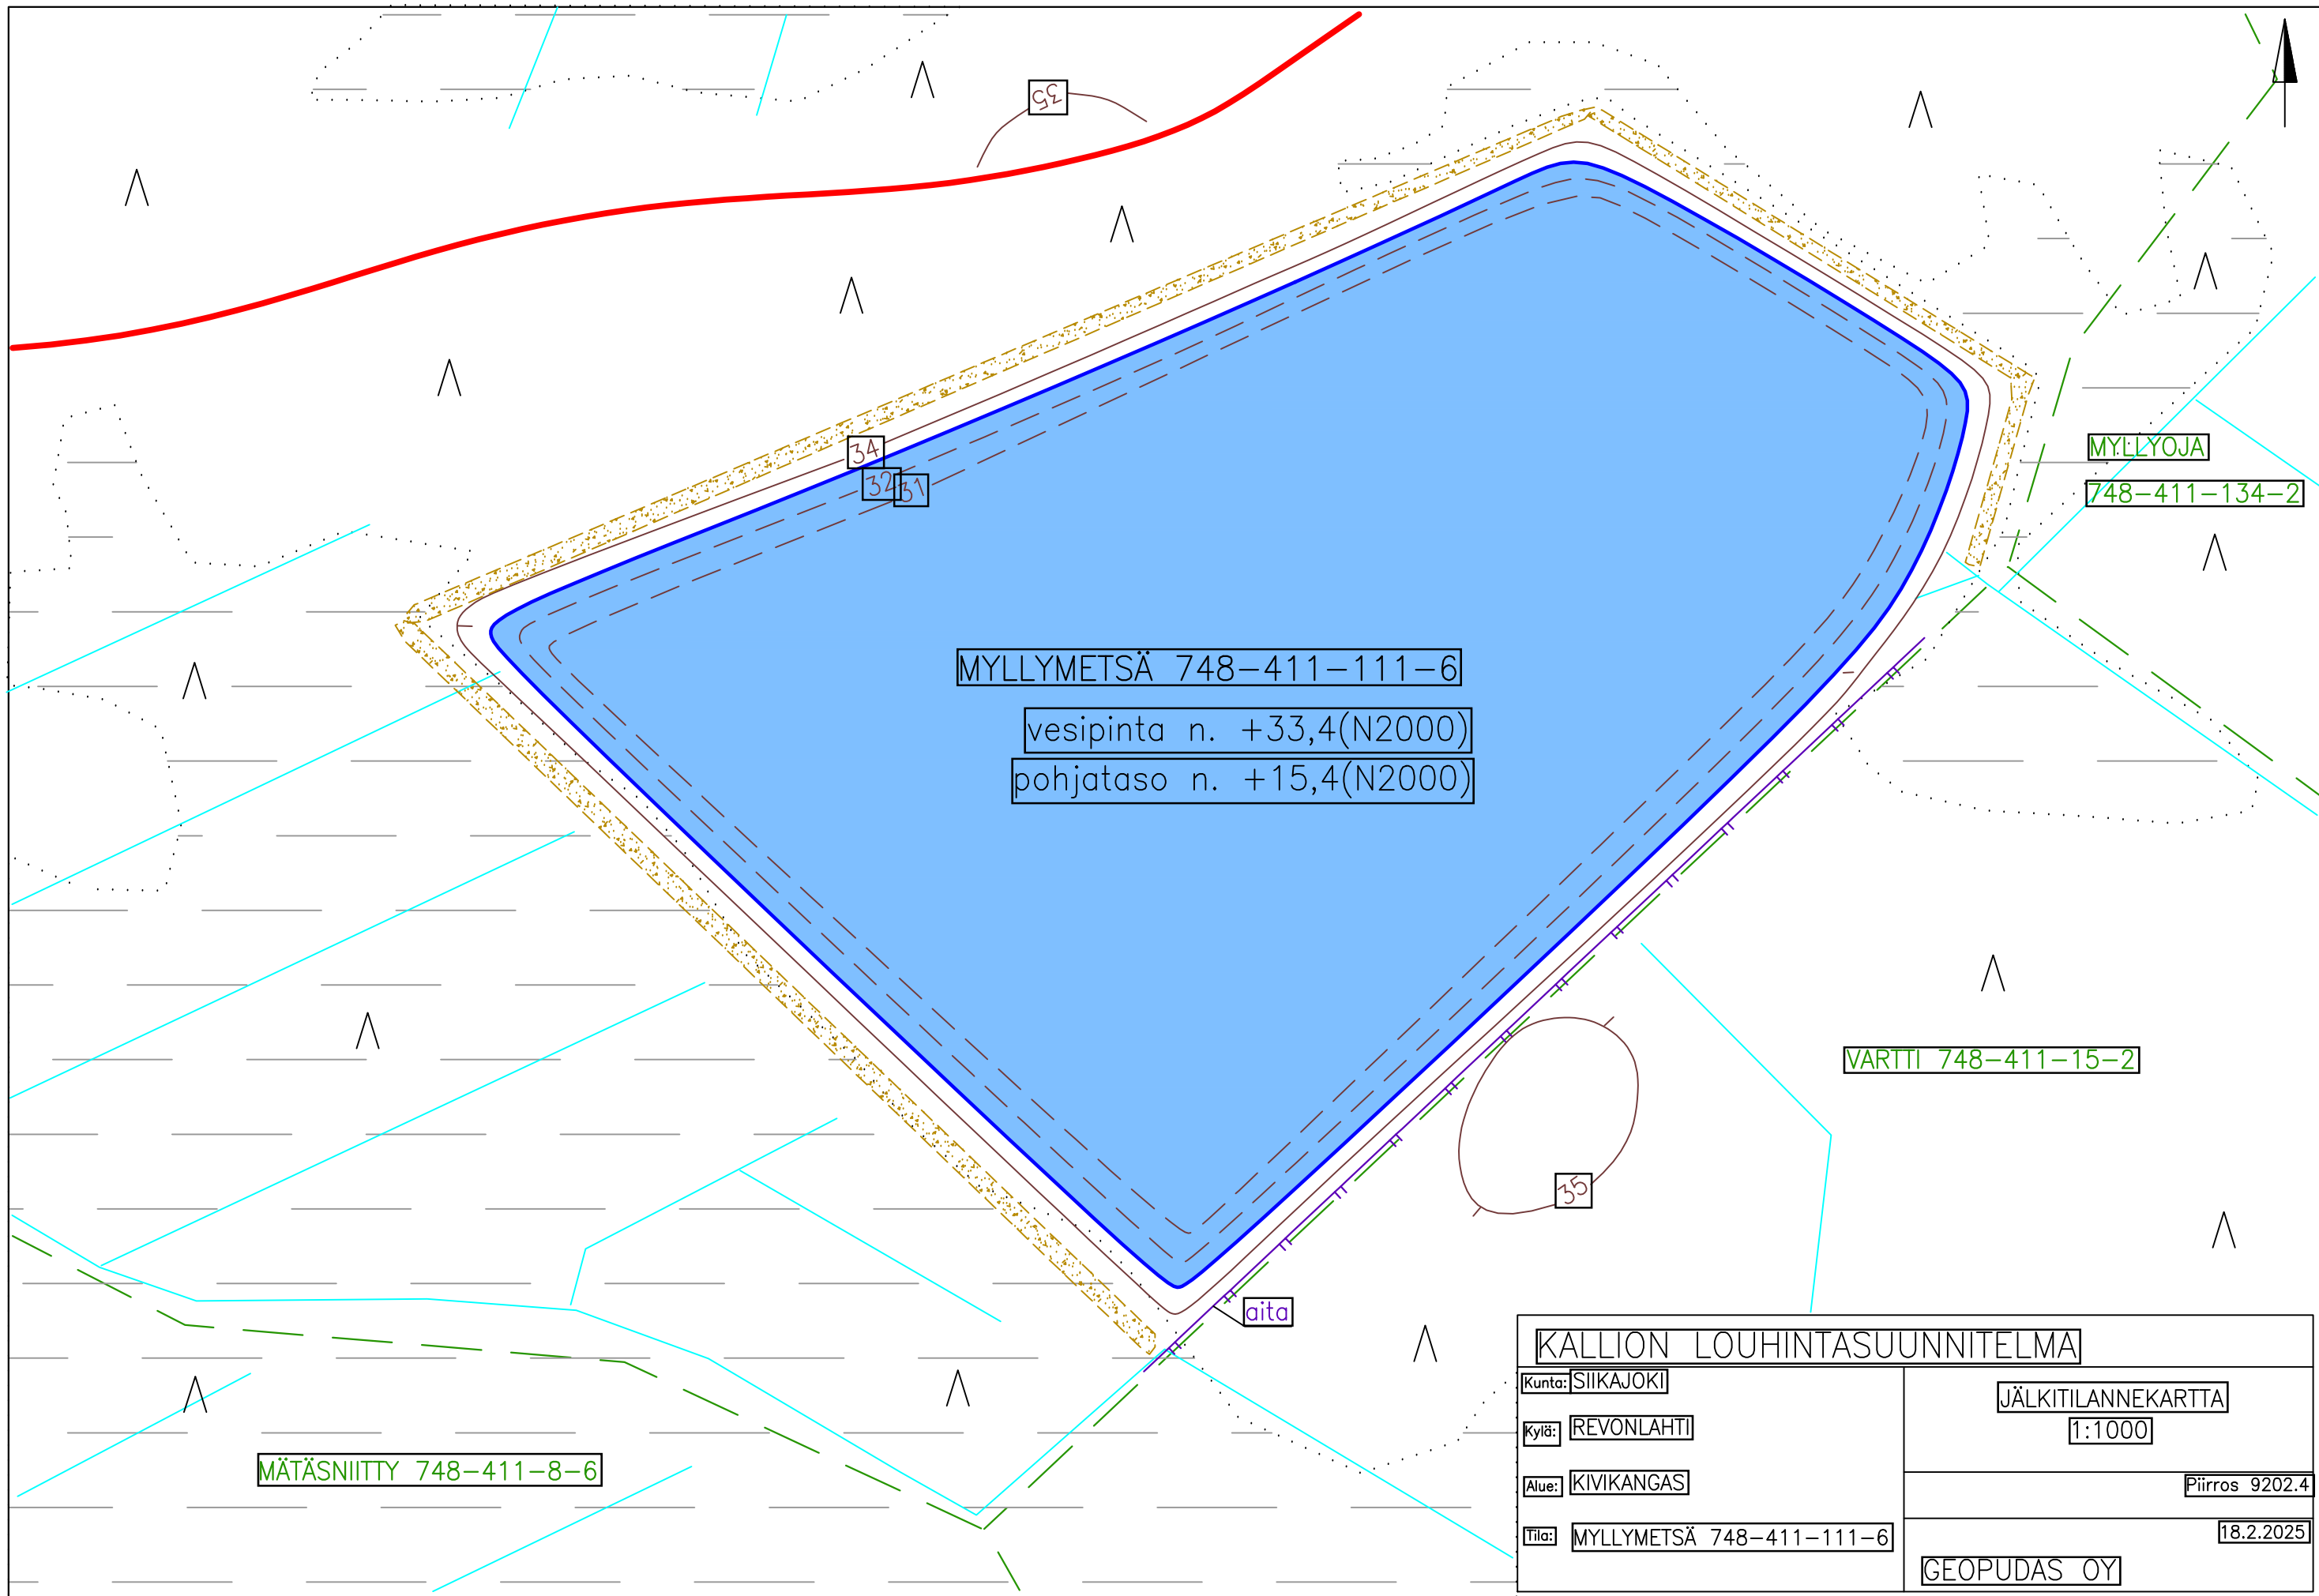 35
34
32
31
MYLLYOJA
748-411-134-2
MYLLYMETSÄ 748-411-111-6
vesipinta n. +33,4(N2000)
pohjataso n. +15,4(N2000)
VARTTI 748-411-15-2
35
aita
MÄTÄSNIITTY 748-411-8-6
KALLION LOUHINTASUUNNITELMA
Kunta: SIIKAJOKI
Kylä: REVONLAHTI
Alue: KIVIKANGAS
Tila: MYLLYMETSÄ 748-411-111-6
JÄLKITILANNEKARTTA
1:1000
Piirros 9202.4
18.2.2025
GEOPUDAS OY